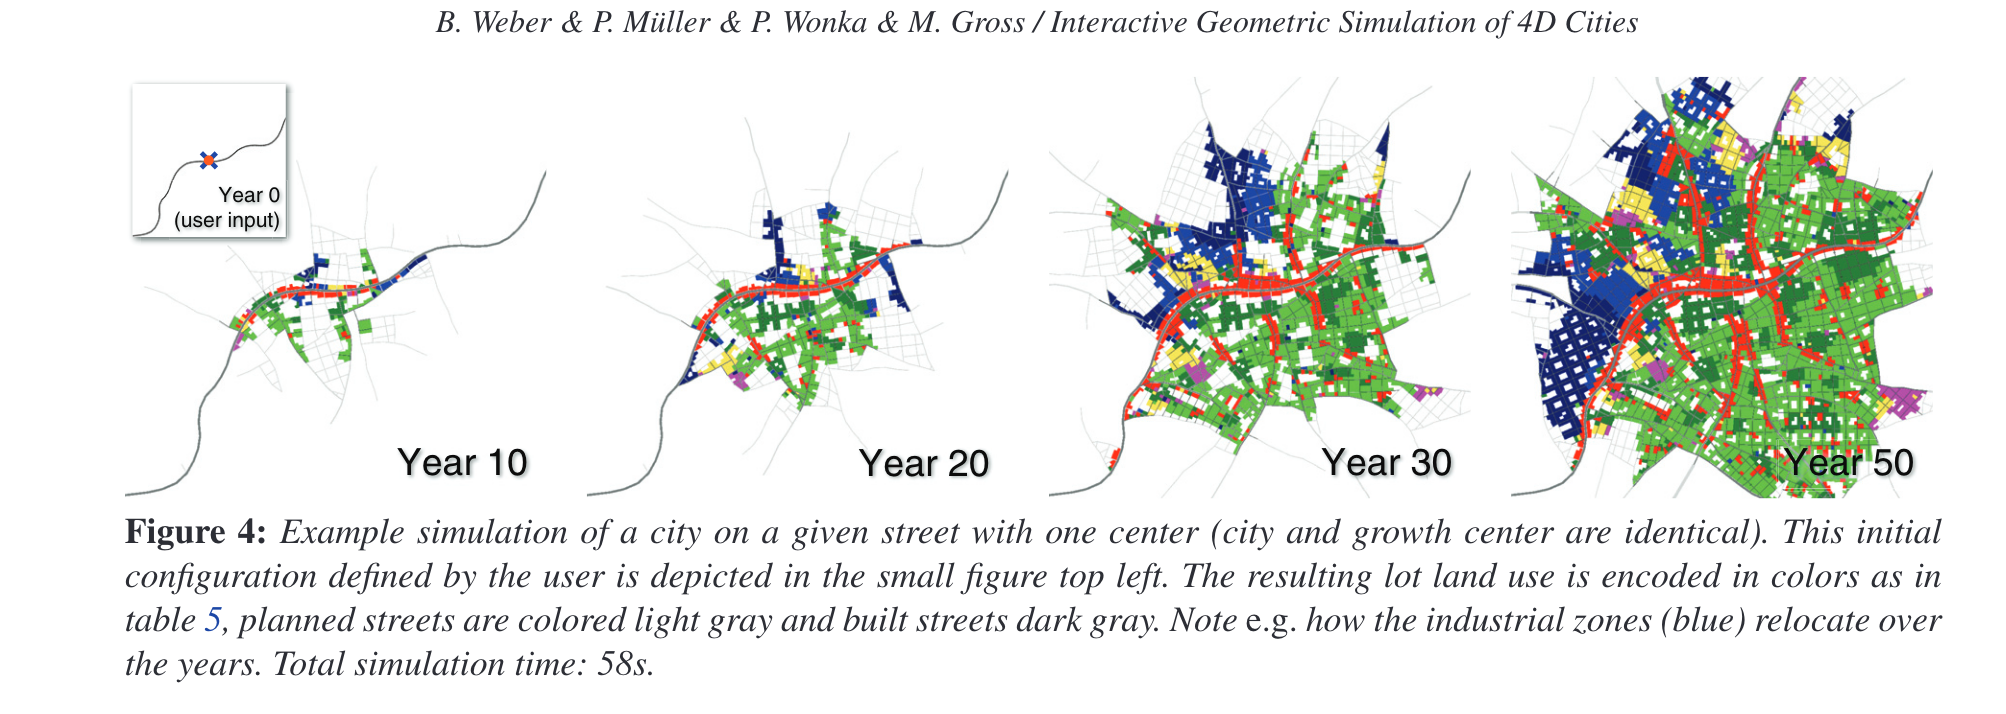 B. Weber & P. Müller & P. Wonka & M. Gross / Interactive Geometric Simulation of 4D Cities
Year 0
(user input)
Year 10
Year 20
Year 30
Year 50
Figure 4: Example simulation of a city on a given street with one center (city and growth center are identical). This initial
configuration defined by the user is depicted in the small figure top left. The resulting lot land use is encoded in colors as in
table 5, planned streets are colored light gray and built streets dark gray. Note e.g. how the industrial zones (blue) relocate over
the years. Total simulation time: 58s.